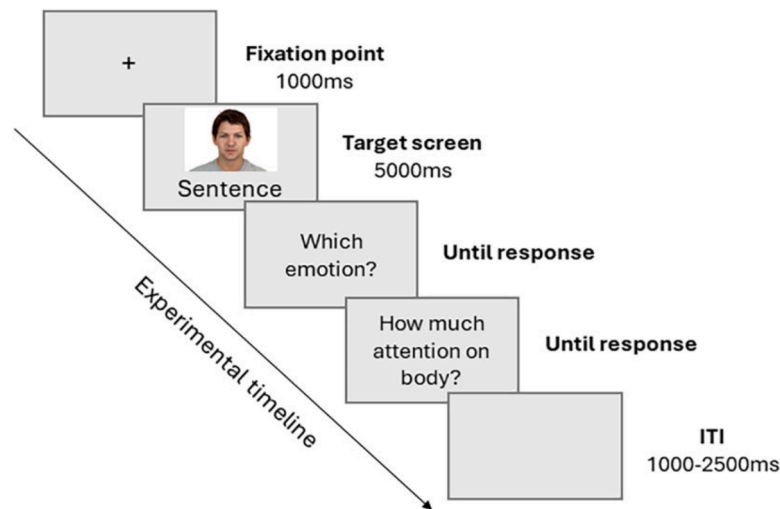 +
Fixation point
1000ms
Sentence
Target screen
5000ms
Which
emotion?
Until response
How much
attention on
body?
Until response
ITI
1000-2500ms
Experimental timeline